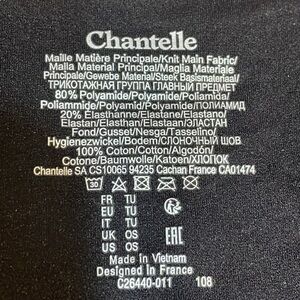 Chantelle
Maille Matière Principale/Knit Main Fabric/
Malla Material Principal/Maglia Materiale
Principale/Gewebe Material/Steek Basismateriaal/
ТРИКОТАЖНАЯ ГРУППА ГЛАВНЫЙ ПРЕДМЕТ
80% Polyamide/Polyamide/Poliamida/
Poliammide/Polyamid/Polyamide/ПОЛИАМИД
20% Elasthanne/Elastane/Elastano/
Elastan/Elasthan/Elastaan/ЭЛАСТАН
Fond/Gusset/Nesga/Tassellino/
Hygienezwickel/Bodem/СЛОНОЧНЫЙ ШОВ
100% Coton/Cotton/Algodón/
Cotone/Baumwolle/Katoen/ХЛОПОК
Chantelle SA CS10065 94235 Cachan France CA01474
30
FR TU
EU TU
IT TU
UK OS
US OS
EAC
Made in Vietnam
Designed in France
C26440-011 108